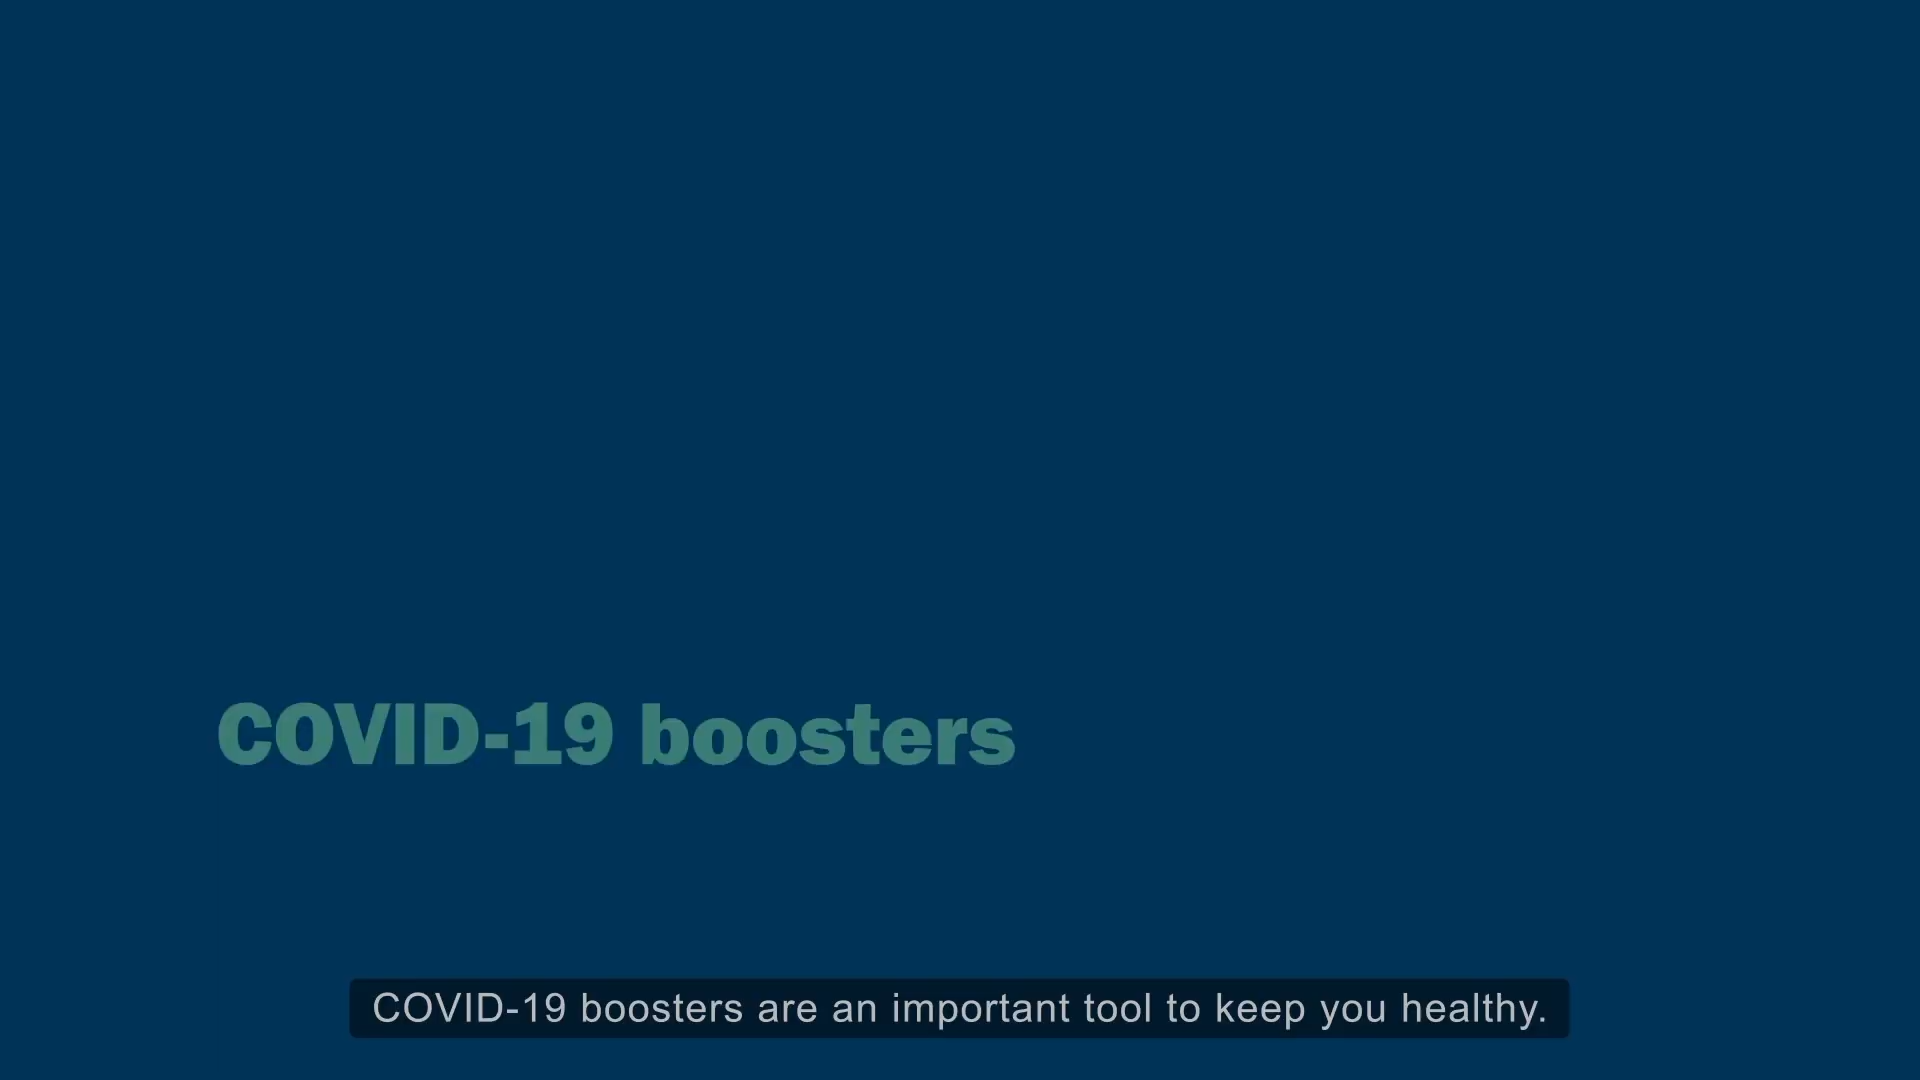 COVID-19 boosters
COVID-19 boosters are an important tool to keep you healthy.